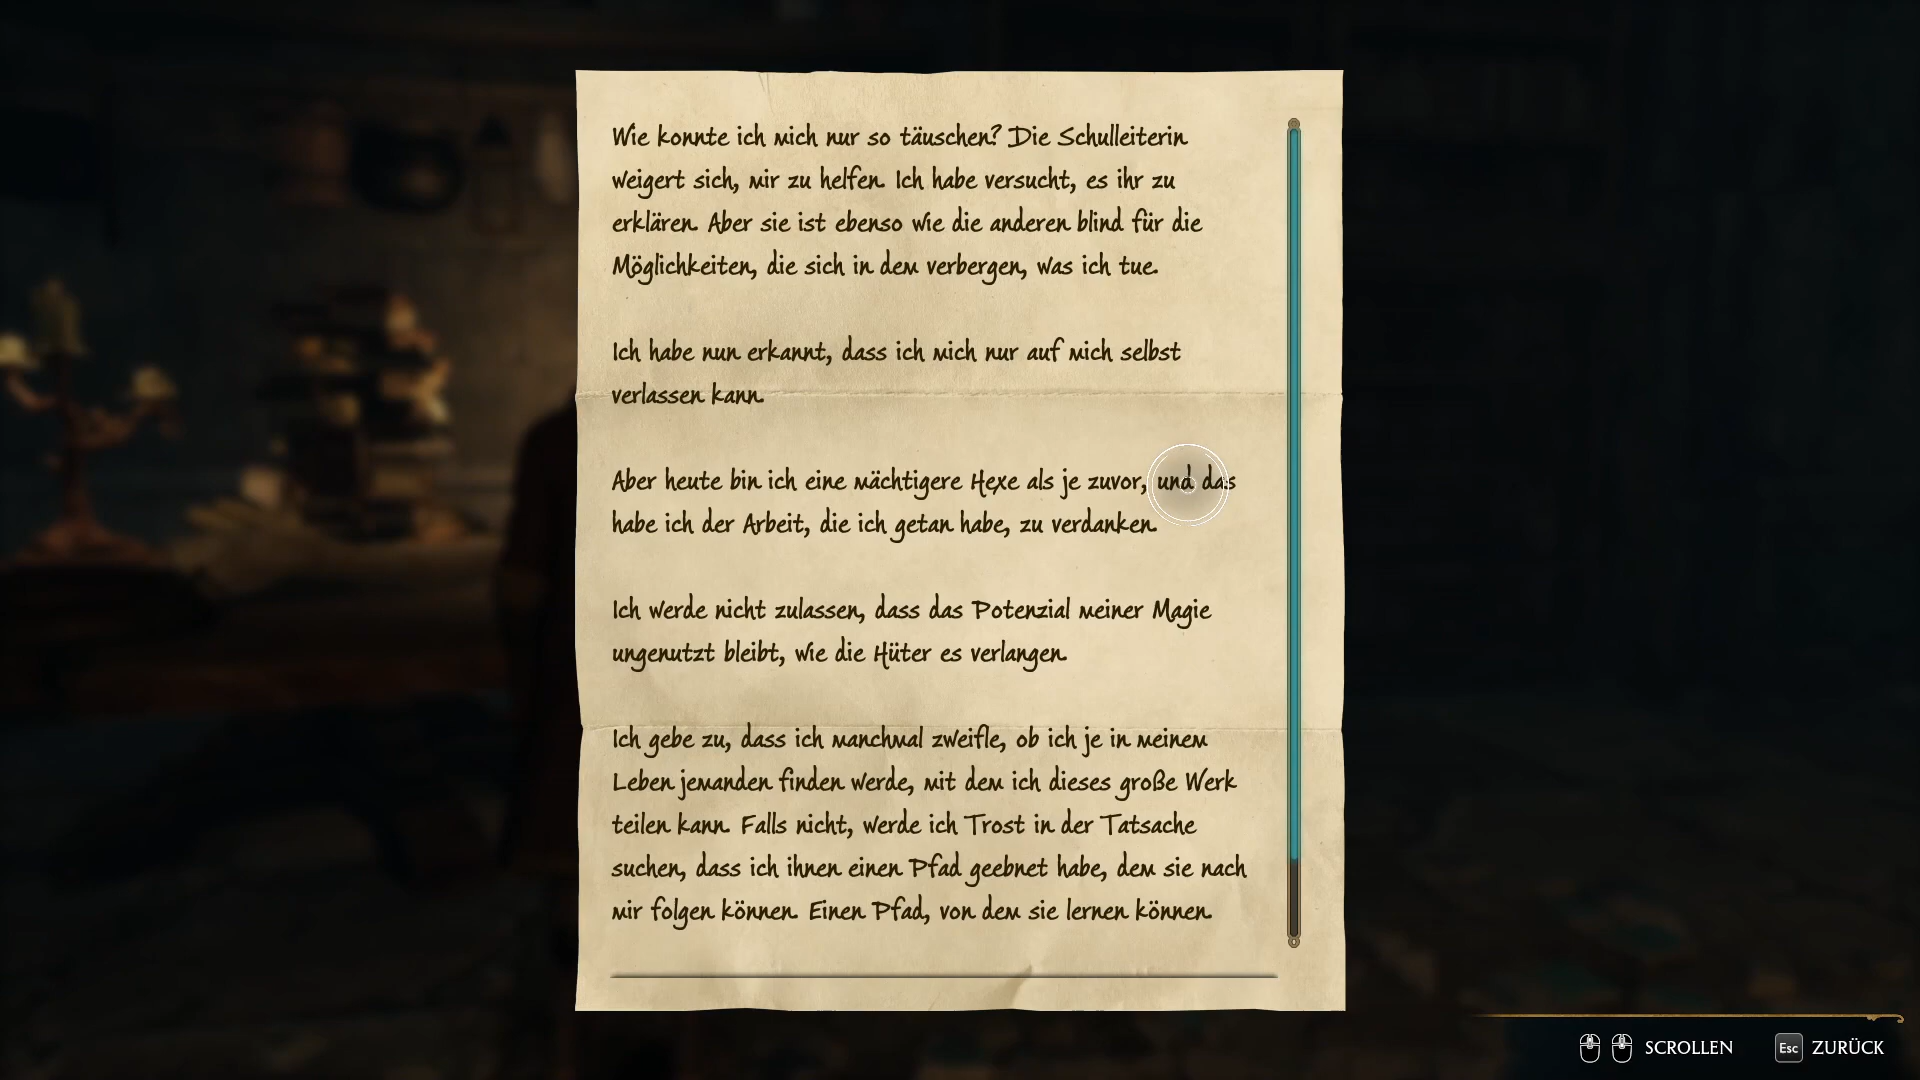 Wie konnte ich mich nur so täuschen? Die Schulleiterin
weigert sich, mir zu helfen. Ich habe versucht, es ihr zu
erklären. Aber sie ist ebenso wie die anderen blind für die
Möglichkeiten, die sich in dem verbergen, was ich tue.
Ich habe nun erkannt, dass ich mich nur auf mich selbst
verlassen kann.
Aber heute bin ich eine mächtigere Hexe als je zuvor, und das
habe ich der Arbeit, die ich getan habe, zu verdanken.
Ich werde nicht zulassen, dass das Potenzial meiner Magie
ungenutzt bleibt, wie die Hüter es verlangen.
Ich gebe zu, dass ich manchmal zweifle, ob ich je in meinem
Leben jemanden finden werde, mit dem ich dieses große Werk
teilen kann. Falls nicht, werde ich Trost in der Tatsache
suchen, dass ich ihnen einen Pfad geebnet habe, dem sie nach
mir folgen können. Einen Pfad, von dem sie lernen können.
SCROLLEN
Esc ZURÜCK